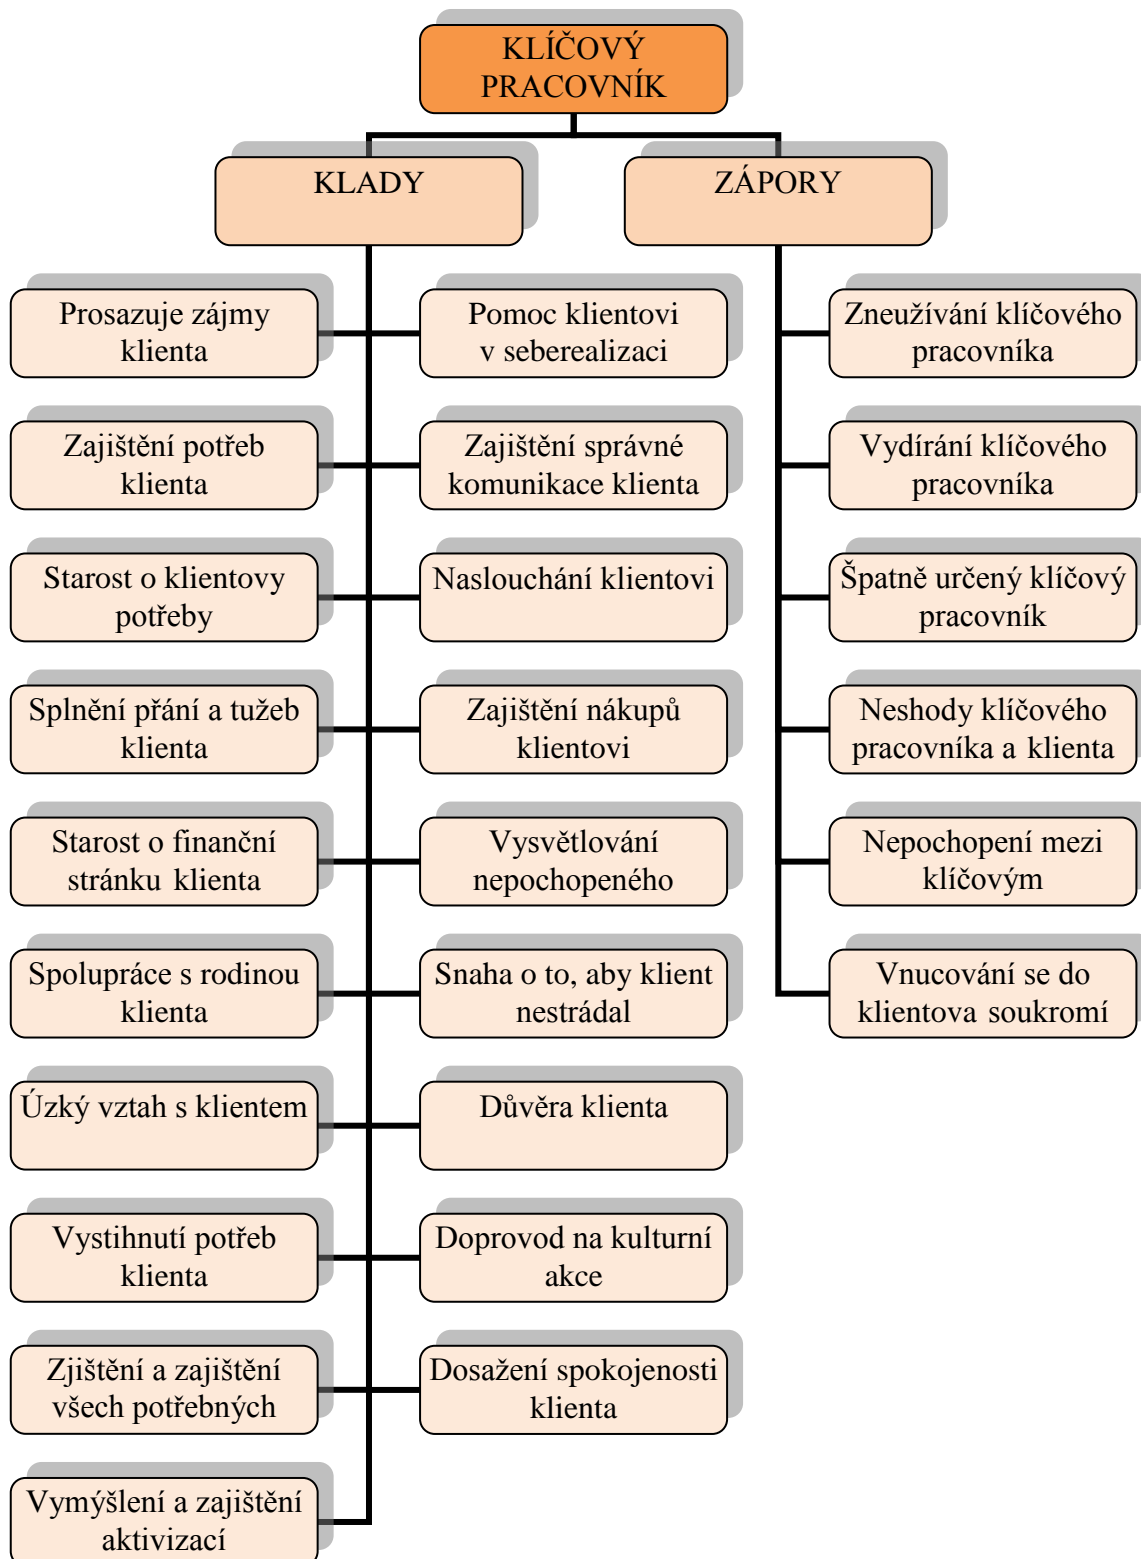 KLÍČOVÝ
PRACOVNÍK
KLADY
ZÁPORY
Prosazuje zájmy
klienta
Pomoc klientovi
v seberealizaci
Zneužívání klíčového
pracovníka
Zajištění potřeb
klienta
Zajištění správné
komunikace klienta
Vydírání klíčového
pracovníka
Starost o klientovy
potřeby
Naslouchání klientovi
Špatně určený klíčový
pracovník
Splnění přání a tužeb
klienta
Zajištění nákupů
klientovi
Neshody klíčového
pracovníka a klienta
Starost o finanční
stránku klienta
Vysvětlování
nepochopeného
Nepochopení mezi
klíčovým
Spolupráce s rodinou
klienta
Snaha o to, aby klient
nestrádal
Vnucování se do
klientova soukromí
Úzký vztah s klientem
Důvěra klienta
Vystihnutí potřeb
klienta
Doprovod na kulturní
akce
Zjištění a zajištění
všech potřebných
Dosažení spokojenosti
klienta
Vymýšlení a zajištění
aktivizací